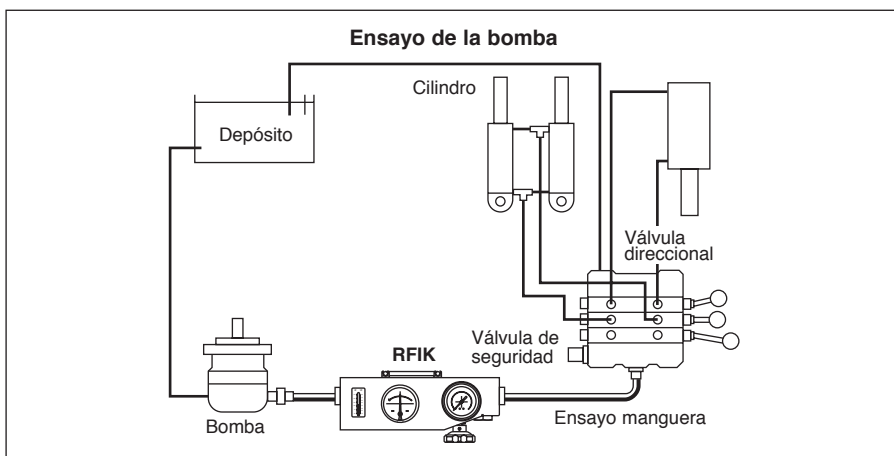 Ensayo de la bomba
Cilindro
Depósito
Válvula
direccional
Válvula de
seguridad
RFIK
Bomba
Ensayo manguera